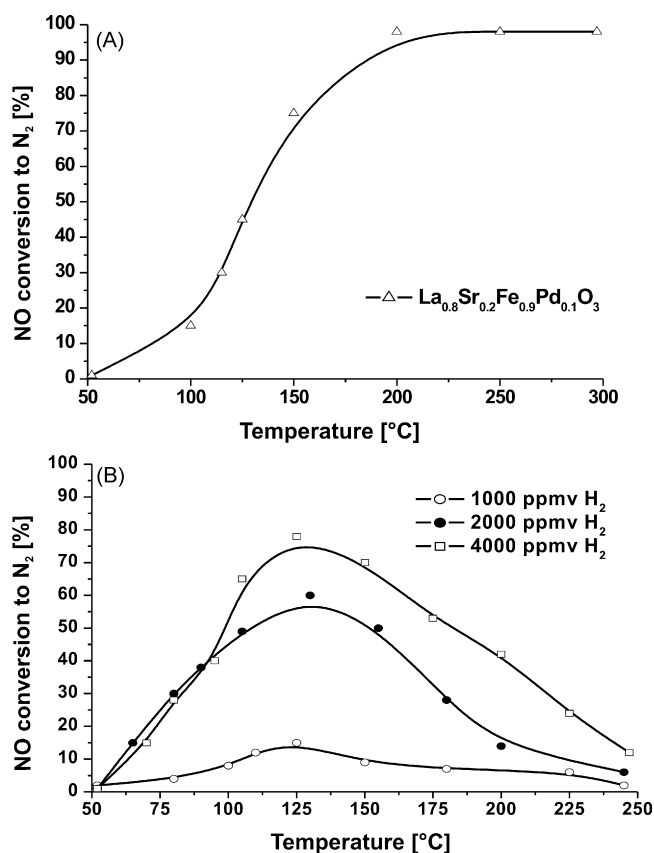 (A)
NO conversion to N₂ [%]
100
90
80
70
60
50
40
30
20
10
0
La₀.₈Sr₀.₂Fe₀.₉Pd₀.₁O₃
50 100 150 200 250 300
Temperature [°C]
(B)
NO conversion to N₂ [%]
100
90
80
70
60
50
40
30
20
10
0
1000 ppmv H₂
2000 ppmv H₂
4000 ppmv H₂
50 75 100 125 150 175 200 225 250
Temperature [°C]